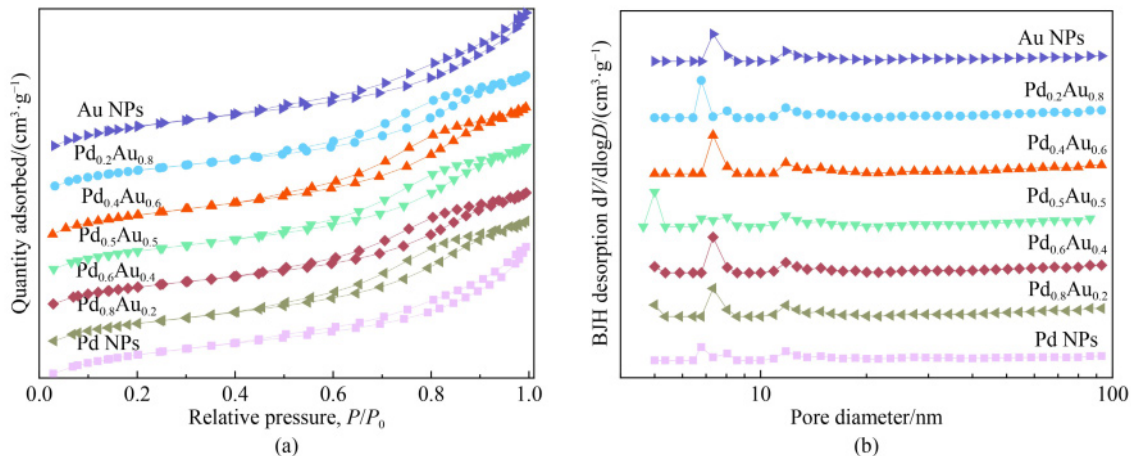 Quantity adsorbed/(cm³·g⁻¹)
Au NPs
Pd₀.₂Au₀.₈
Pd₀.₄Au₀.₆
Pd₀.₅Au₀.₅
Pd₀.₆Au₀.₄
Pd₀.₈Au₀.₂
Pd NPs
0.0 0.2 0.4 0.6 0.8 1.0
Relative pressure, P/P₀
(a)
BJH desorption dV/dlogD/(cm³·g⁻¹)
Au NPs
Pd₀.₂Au₀.₈
Pd₀.₄Au₀.₆
Pd₀.₅Au₀.₅
Pd₀.₆Au₀.₄
Pd₀.₈Au₀.₂
Pd NPs
10 100
Pore diameter/nm
(b)